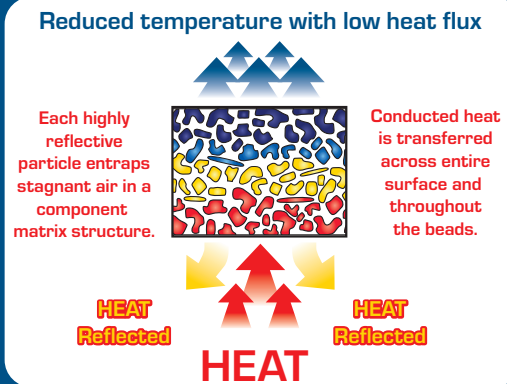 Reduced temperature with low heat flux
Each highly
reflective
particle entraps
stagnant air in a
component
matrix structure.
Conducted heat
is transferred
across entire
surface and
throughout
the beads.
HEAT
Reflected
HEAT
Reflected
HEAT